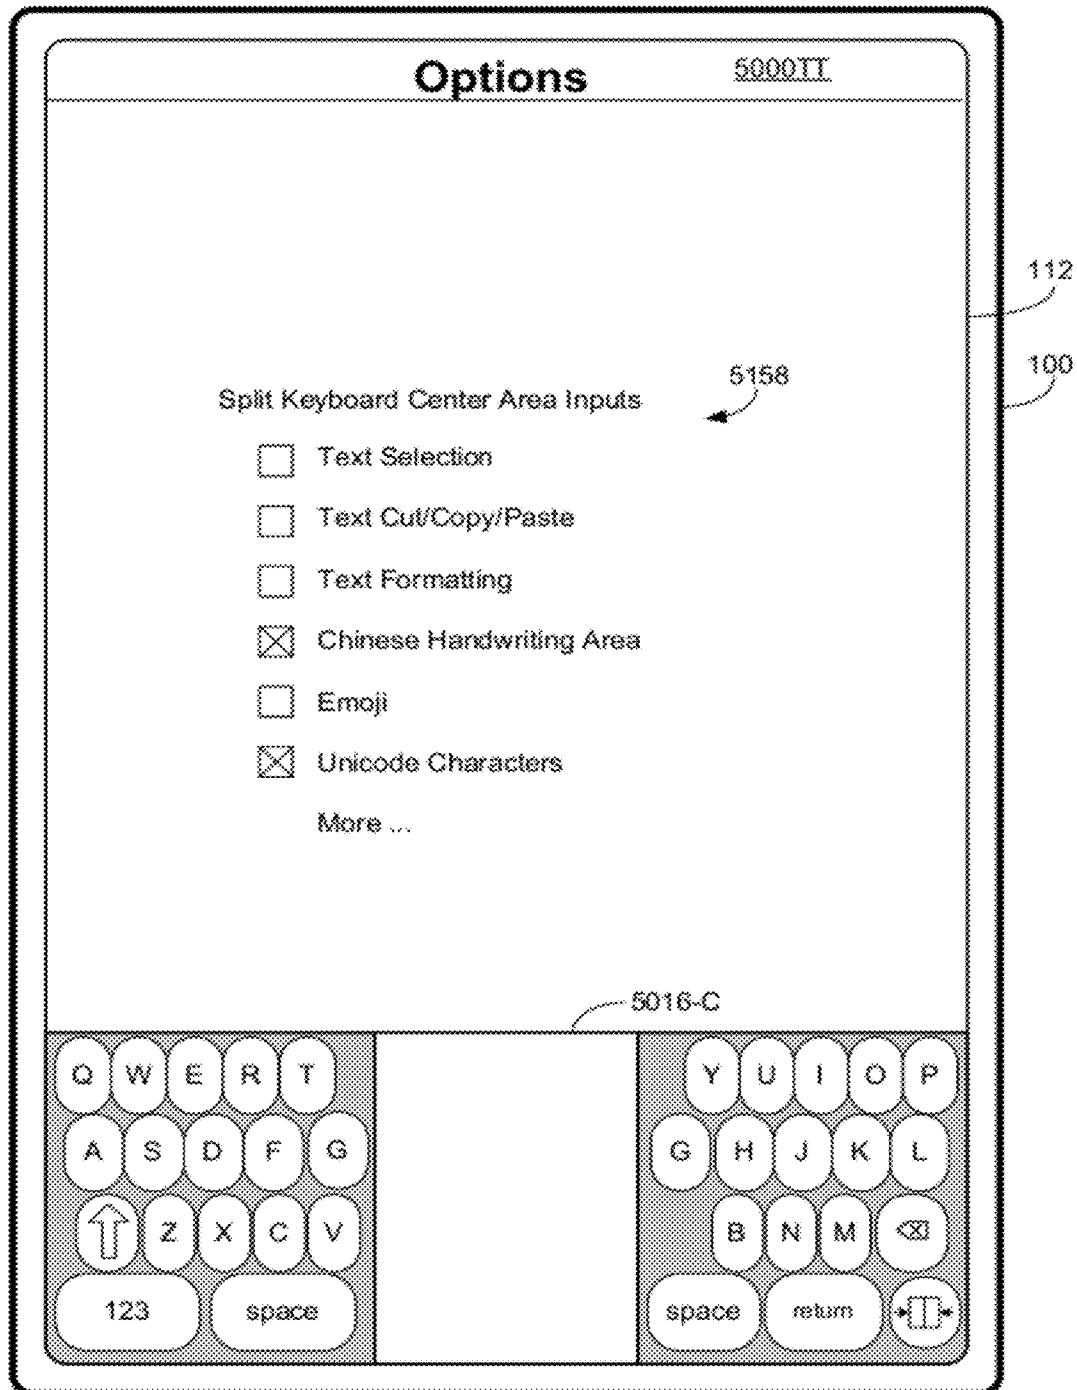 Options 5000TT
112
100
5158
Split Keyboard Center Area Inputs
Text Selection
Text Cut/Copy/Paste
Text Formatting
Chinese Handwriting Area
Emoji
Unicode Characters
More ...
5016-C
Q W E R T Y U I O P
A S D F G G H J K L
Z X C V B N M
123 space space return